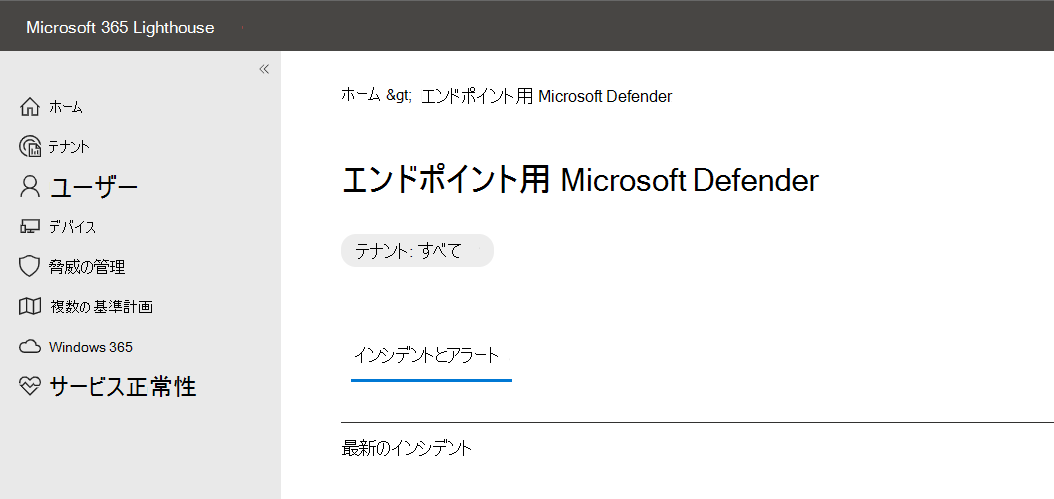 Microsoft 365 Lighthouse
ホーム
テナント
ユーザー
デバイス
脅威の管理
複数の基準計画
Windows 365
サービス正常性
ホーム &gt; エンドポイント用 Microsoft Defender
エンドポイント用 Microsoft Defender
テナント: すべて
インシデントとアラート
最新のインシデント